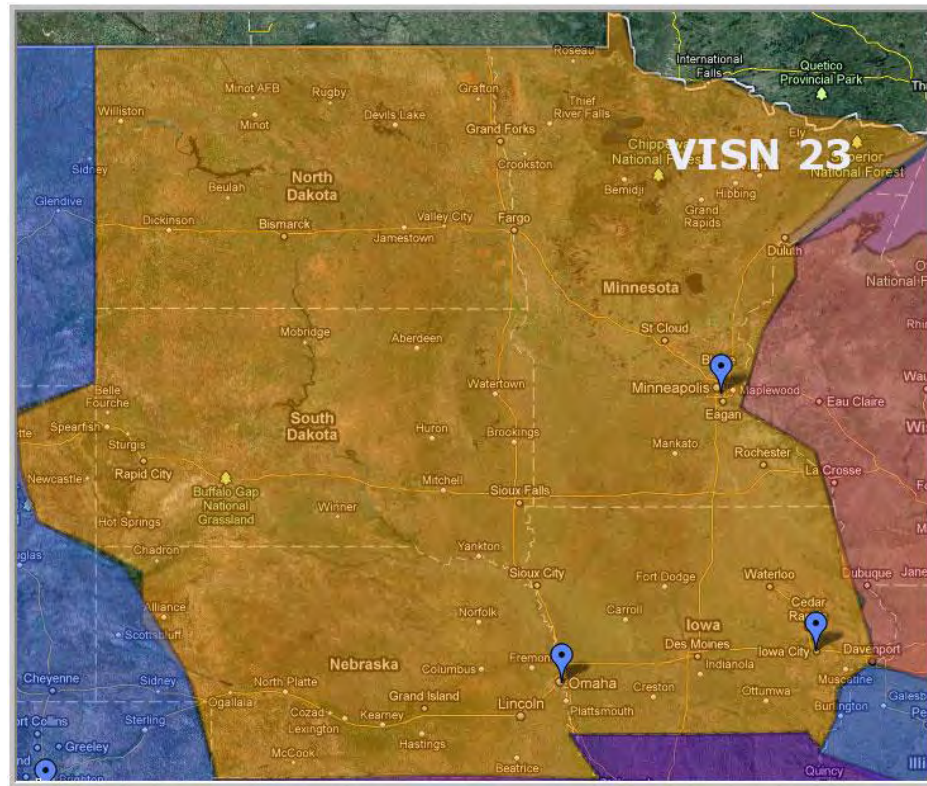 Roseau
International
Falls
Quetico
Provincial Park
Minot AFB
Rugby
Grafton
Williston
Minot
Devils Lake
Thief
River Falls
Grand Forks
Ely
VISN 23
National Forest
Superior
National Forest
Crookston
Sidney
North
Dakota
Beulah
Bemidji
Hibbing
Glendive
Grand
Rapids
Dickinson
Bismarck
Valley City
Jamestown
Fargo
Duluth
Minnesota
National F
Mobridge
Aberdeen
St Cloud
Watertown
Minneapolis
Maplewood
Eagan
Eau Claire
Belle
Fourche
Spearfish
Sturgis
South
Dakota
Huron
Brookings
Mankato
Rochester
La Crosse
Newcastle
Rapid City
Buffalo Gap
National
Grassland
Mitchell
Sioux Falls
Winner
Hot Springs
Chadron
Yankton
Sioux City
Fort Dodge
Waterloo
Dubuque
Alliance
Scottsbluff
Norfolk
Carroll
Cedar
Iowa
Des Moines
Iowa City
Davenport
Indianola
Nebraska
Columbus
Omaha
Muscatine
Cheyenne
Sidney
North Platte
Grand Island
Lincoln
Plattsmouth
Creston
Ottumwa
Burlington
Ogallala
Cozad
Kearney
Lexington
Hastings
Sterling
Greeley
McCook
Beatrice
Brighton
Quincy